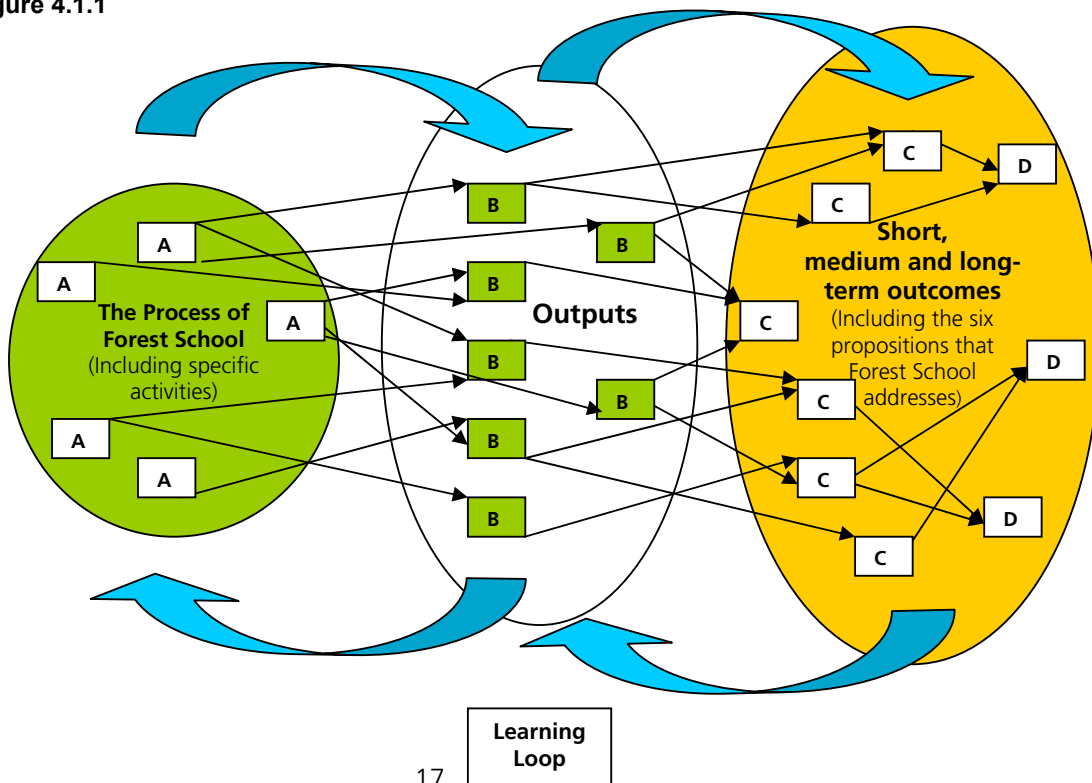 gure 4.1.1
A
A
A
A
A
The Process of
Forest School
(Including specific
activities)
B
B
B
B
B
B
B
Outputs
C
C
C
C
C
C
D
D
D
Short,
medium and long-
term outcomes
(Including the six
propositions that
Forest School
addresses)
Learning
Loop
17